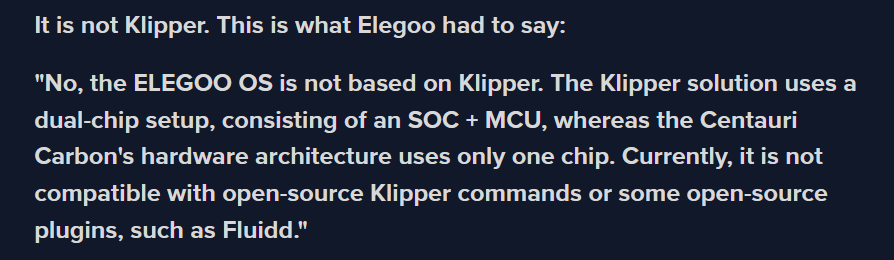 It is not Klipper. This is what Elegoo had to say:
"No, the ELEGOO OS is not based on Klipper. The Klipper solution uses a
dual-chip setup, consisting of an SOC + MCU, whereas the Centauri
Carbon's hardware architecture uses only one chip. Currently, it is not
compatible with open-source Klipper commands or some open-source
plugins, such as Fluidd."